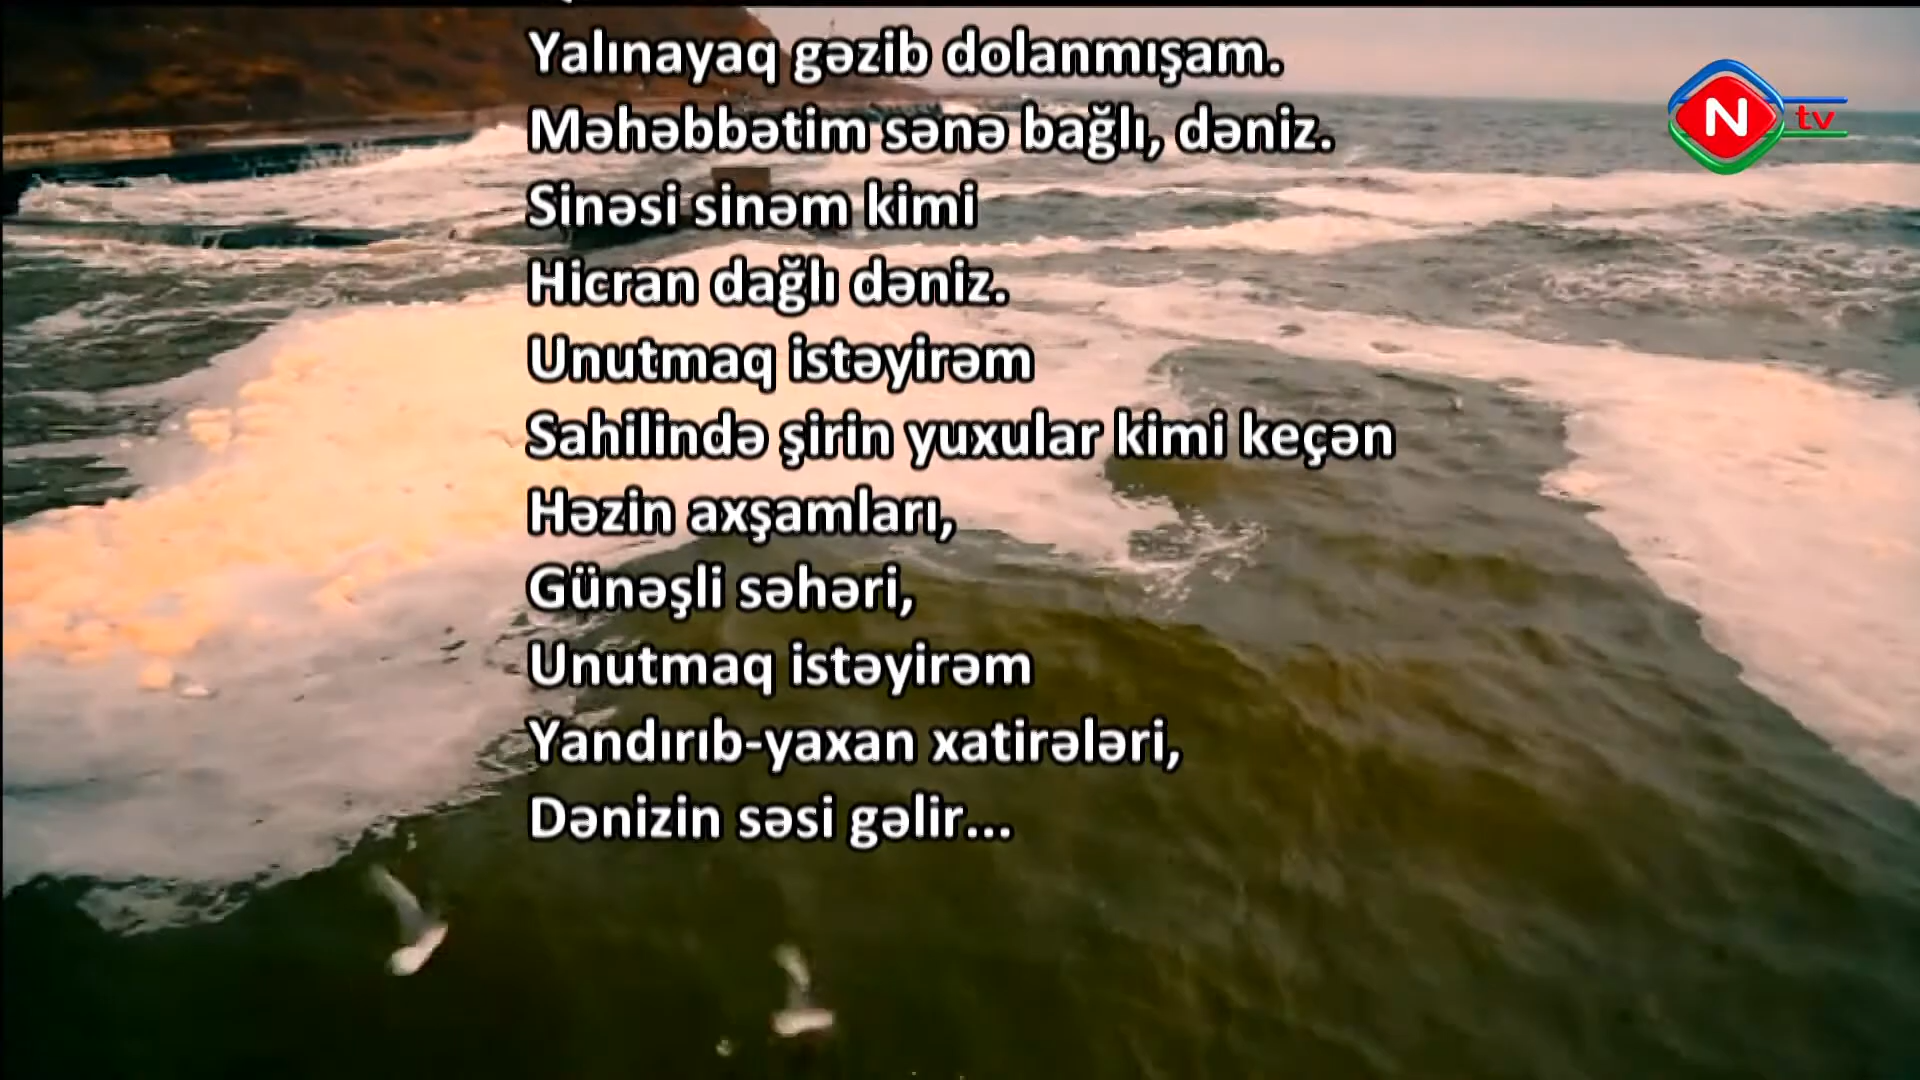 Yalınayaq gəzib dolanmışam.
Məhəbbətim sənə bağlı, dəniz.
Sinəsi sinəm kimi
Hicran dağlı dəniz.
Unutmaq istəyirəm
Sahilində şirin yuxular kimi keçən
Həzin axşamları,
Günəşli səhəri,
Unutmaq istəyirəm
Yandırıb-yaxan xatirələri,
Dənizin səsi gəlir...
N tv